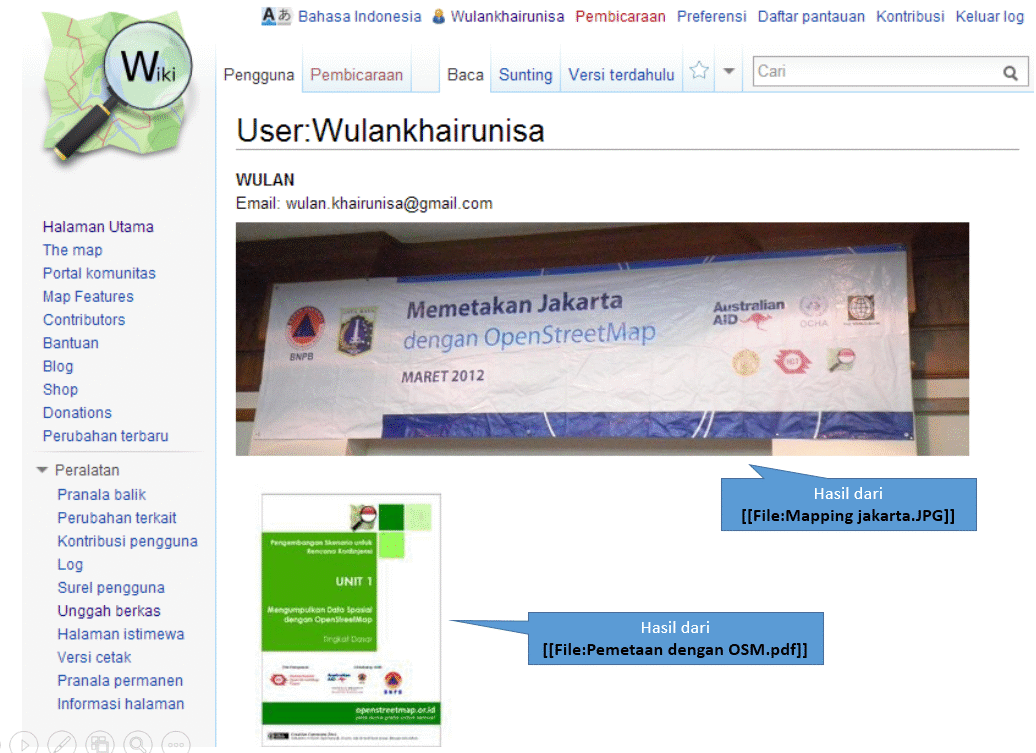 Bahasa Indonesia Wulankhairunisa Pembicaraan Preferensi Daftar pantauan Kontribusi Keluar log
Wiki
Pengguna Pembicaraan Baca Sunting Versi terdahulu Cari
User:Wulankhairunisa
WULAN
Email: wulan.khairunisa@gmail.com
Halaman Utama
The map
Portal komunitas
Map Features
Contributors
Bantuan
Blog
Shop
Donations
Perubahan terbaru
Peralatan
Pranala balik
Perubahan terkait
Kontribusi pengguna
Log
Surel pengguna
Unggah berkas
Halaman istimewa
Versi cetak
Pranala permanen
Informasi halaman
Memetakan Jakarta
dengan OpenStreetMap
MARET 2012
BNPB
Australian
AID
OCHA
Hasil dari
[[File:Mapping jakarta.JPG]]
Pengembangan Skenario untuk
Rencana Kontinjensi
UNIT 1
Mengumpulkan Data Spasial
dengan OpenStreetMap
Tingkat Dasar
BNPB
openstreetmap.or.id
Hasil dari
[[File:Pemetaan dengan OSM.pdf]]